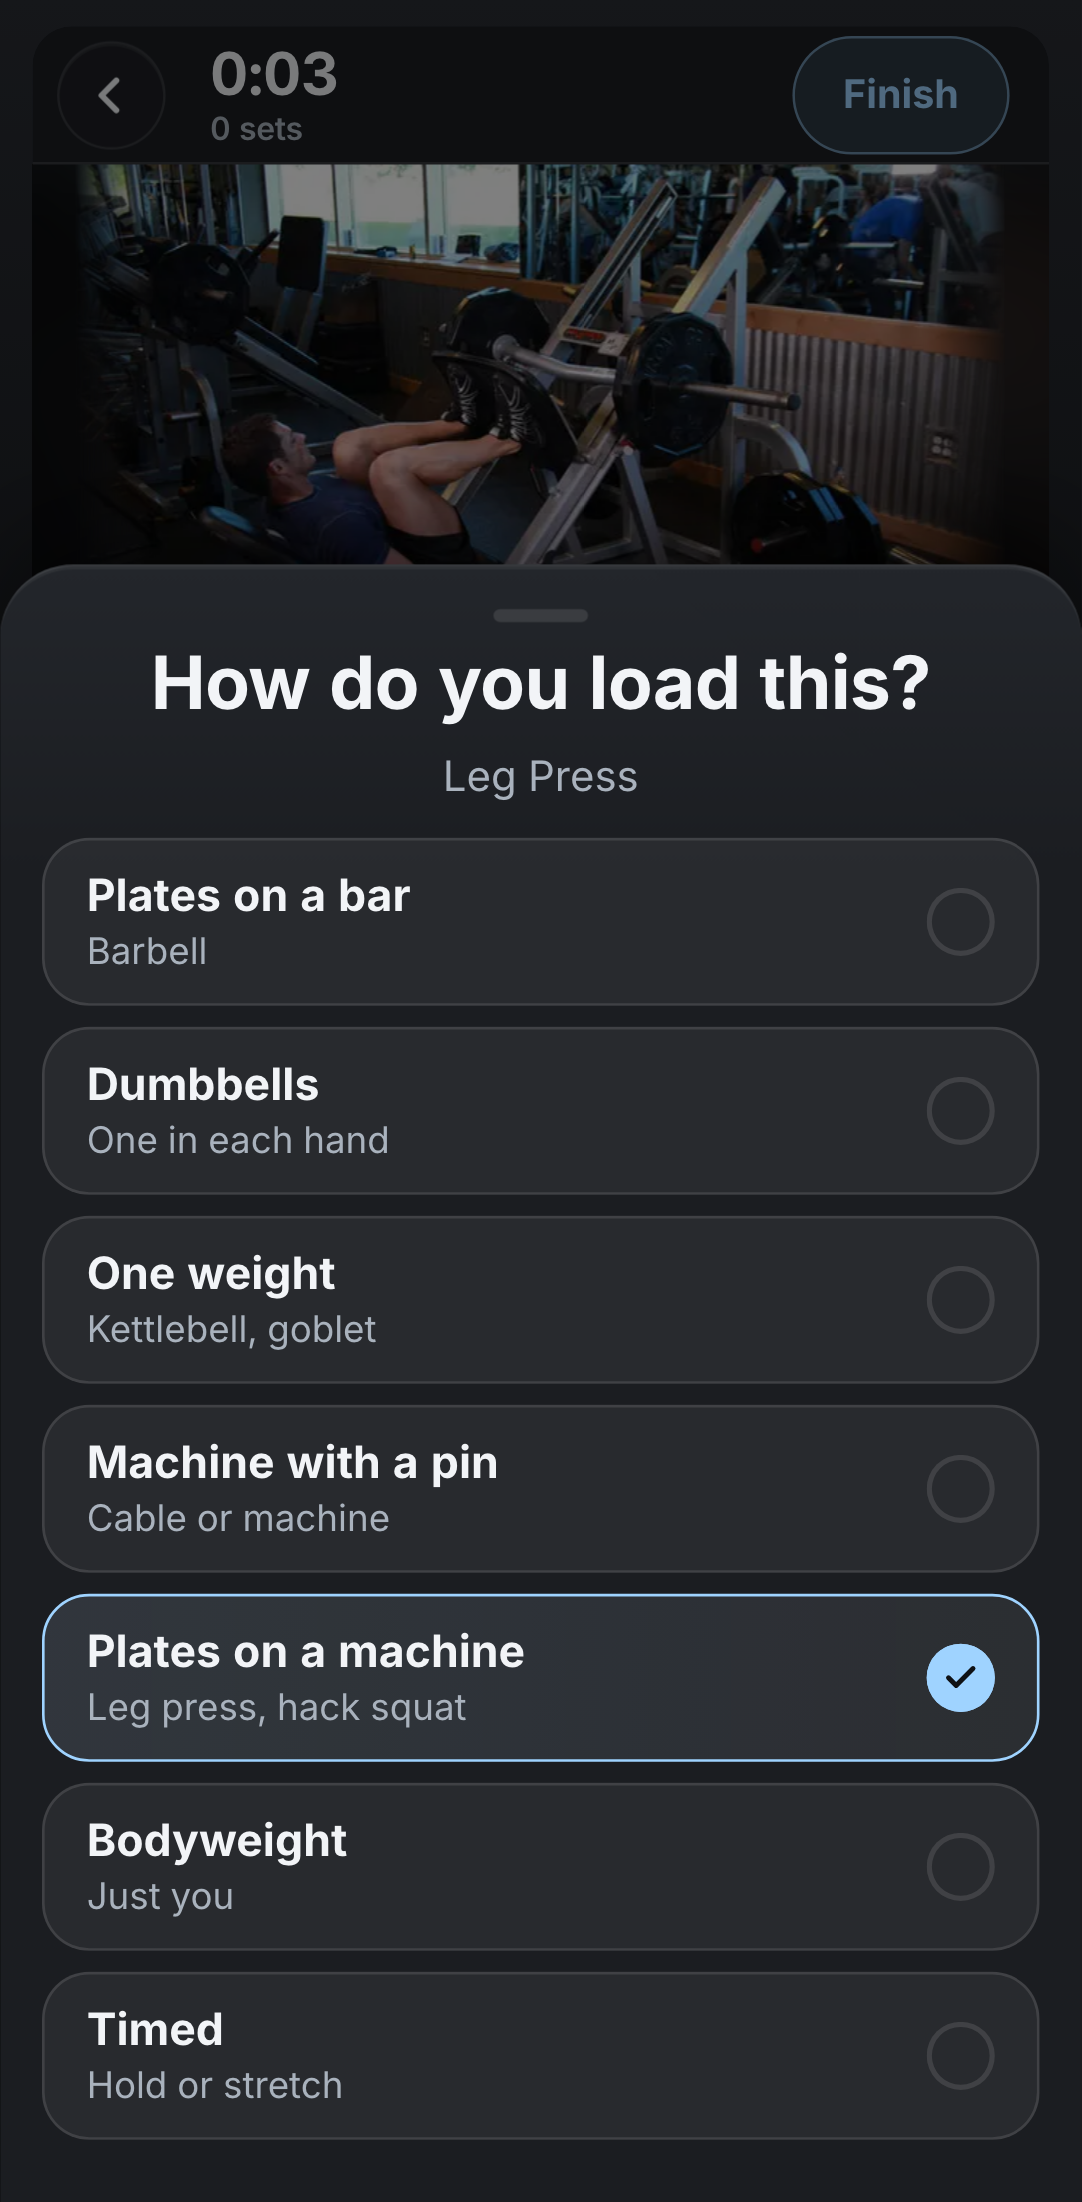 0:03
0 sets
Finish
How do you load this?
Leg Press
Plates on a bar
Barbell
Dumbbells
One in each hand
One weight
Kettlebell, goblet
Machine with a pin
Cable or machine
Plates on a machine
Leg press, hack squat
Bodyweight
Just you
Timed
Hold or stretch